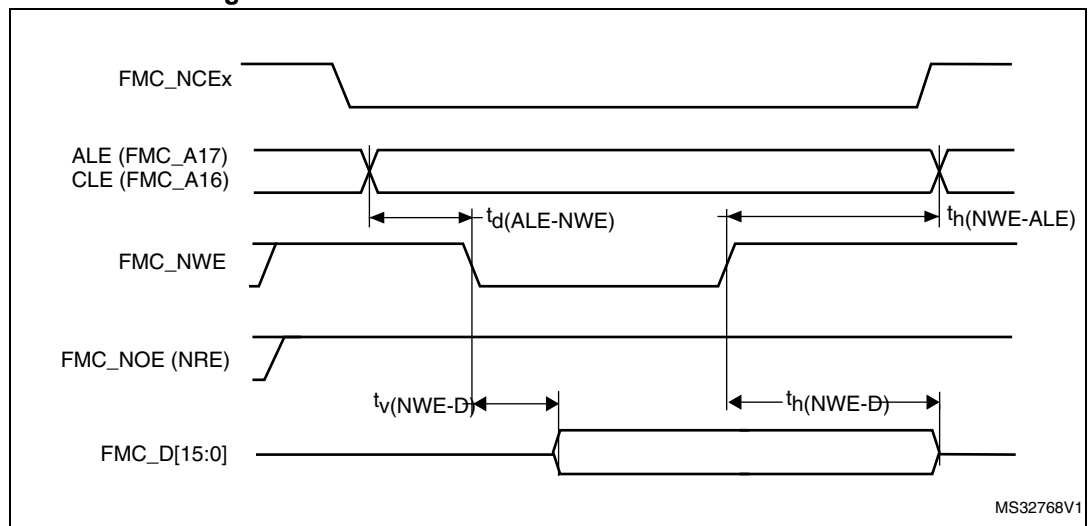 FMC_NCEx
ALE (FMC_A17)
CLE (FMC_A16)
td(ALE-NWE)
th(NWE-ALE)
FMC_NWE
FMC_NOE (NRE)
tv(NWE-D)
th(NWE-D)
FMC_D[15:0]
MS32768V1